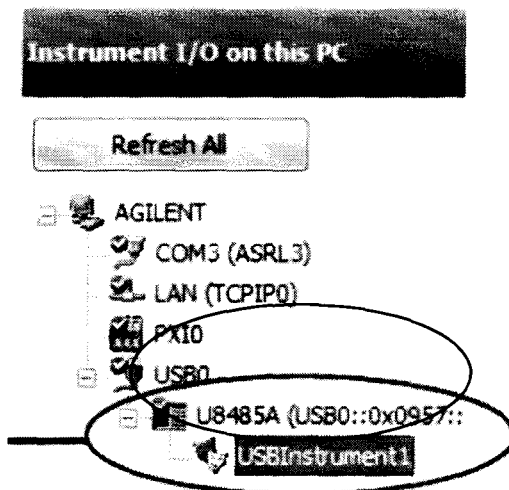 Instrument I/O on this PC
Refresh All
AGILENT
COM3 (ASRL3)
LAN (TCPIP0)
PXI0
USB0
U8485A (USB0::0x0957::
USBInstrument1